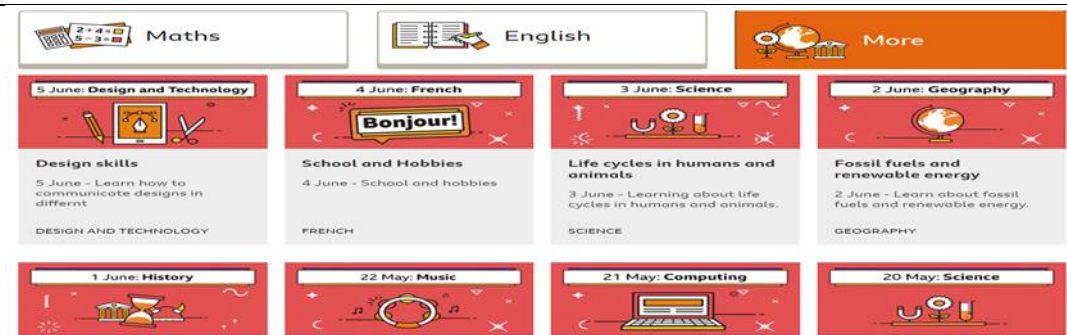 2+4=
5-3=
Maths
English
More
5 June: Design and Technology
4 June: French
3 June: Science
2 June: Geography
Bonjour!
Design skills
5 June - Learn how to
communicate designs in
differnt
DESIGN AND TECHNOLOGY
School and Hobbies
4 June - School and hobbies
FRENCH
Life cycles in humans and
animals
3 June - Learning about life
cycles in humans and animals.
SCIENCE
Fossil fuels and
renewable energy
2 June - Learn about fossil
fuels and renewable energy.
GEOGRAPHY
1 June: History
22 May: Music
21 May: Computing
20 May: Science